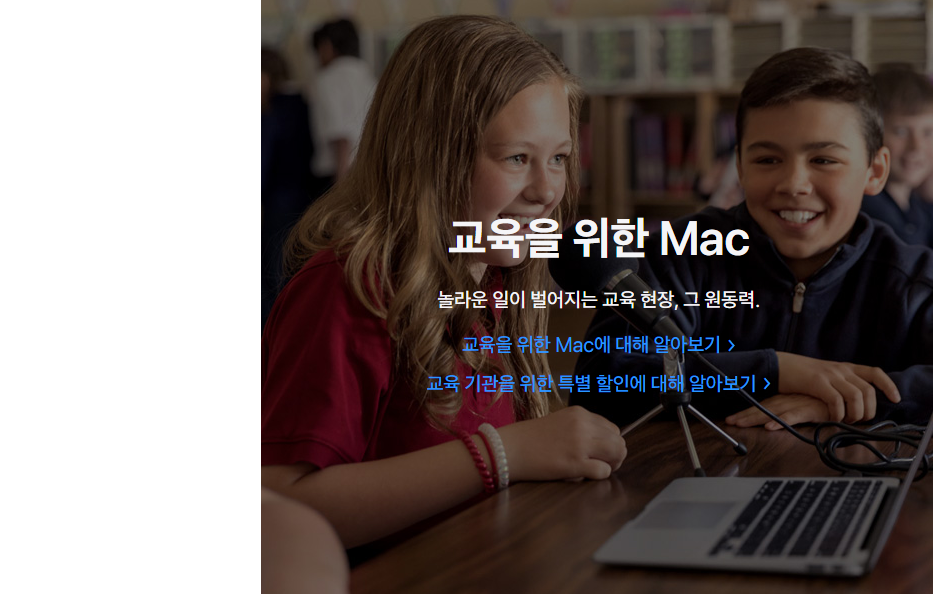 교육을 위한 Mac
놀라운 일이 벌어지는 교육 현장, 그 원동력.
교육을 위한 Mac에 대해 알아보기 >
교육 기관을 위한 특별 할인에 대해 알아보기 >